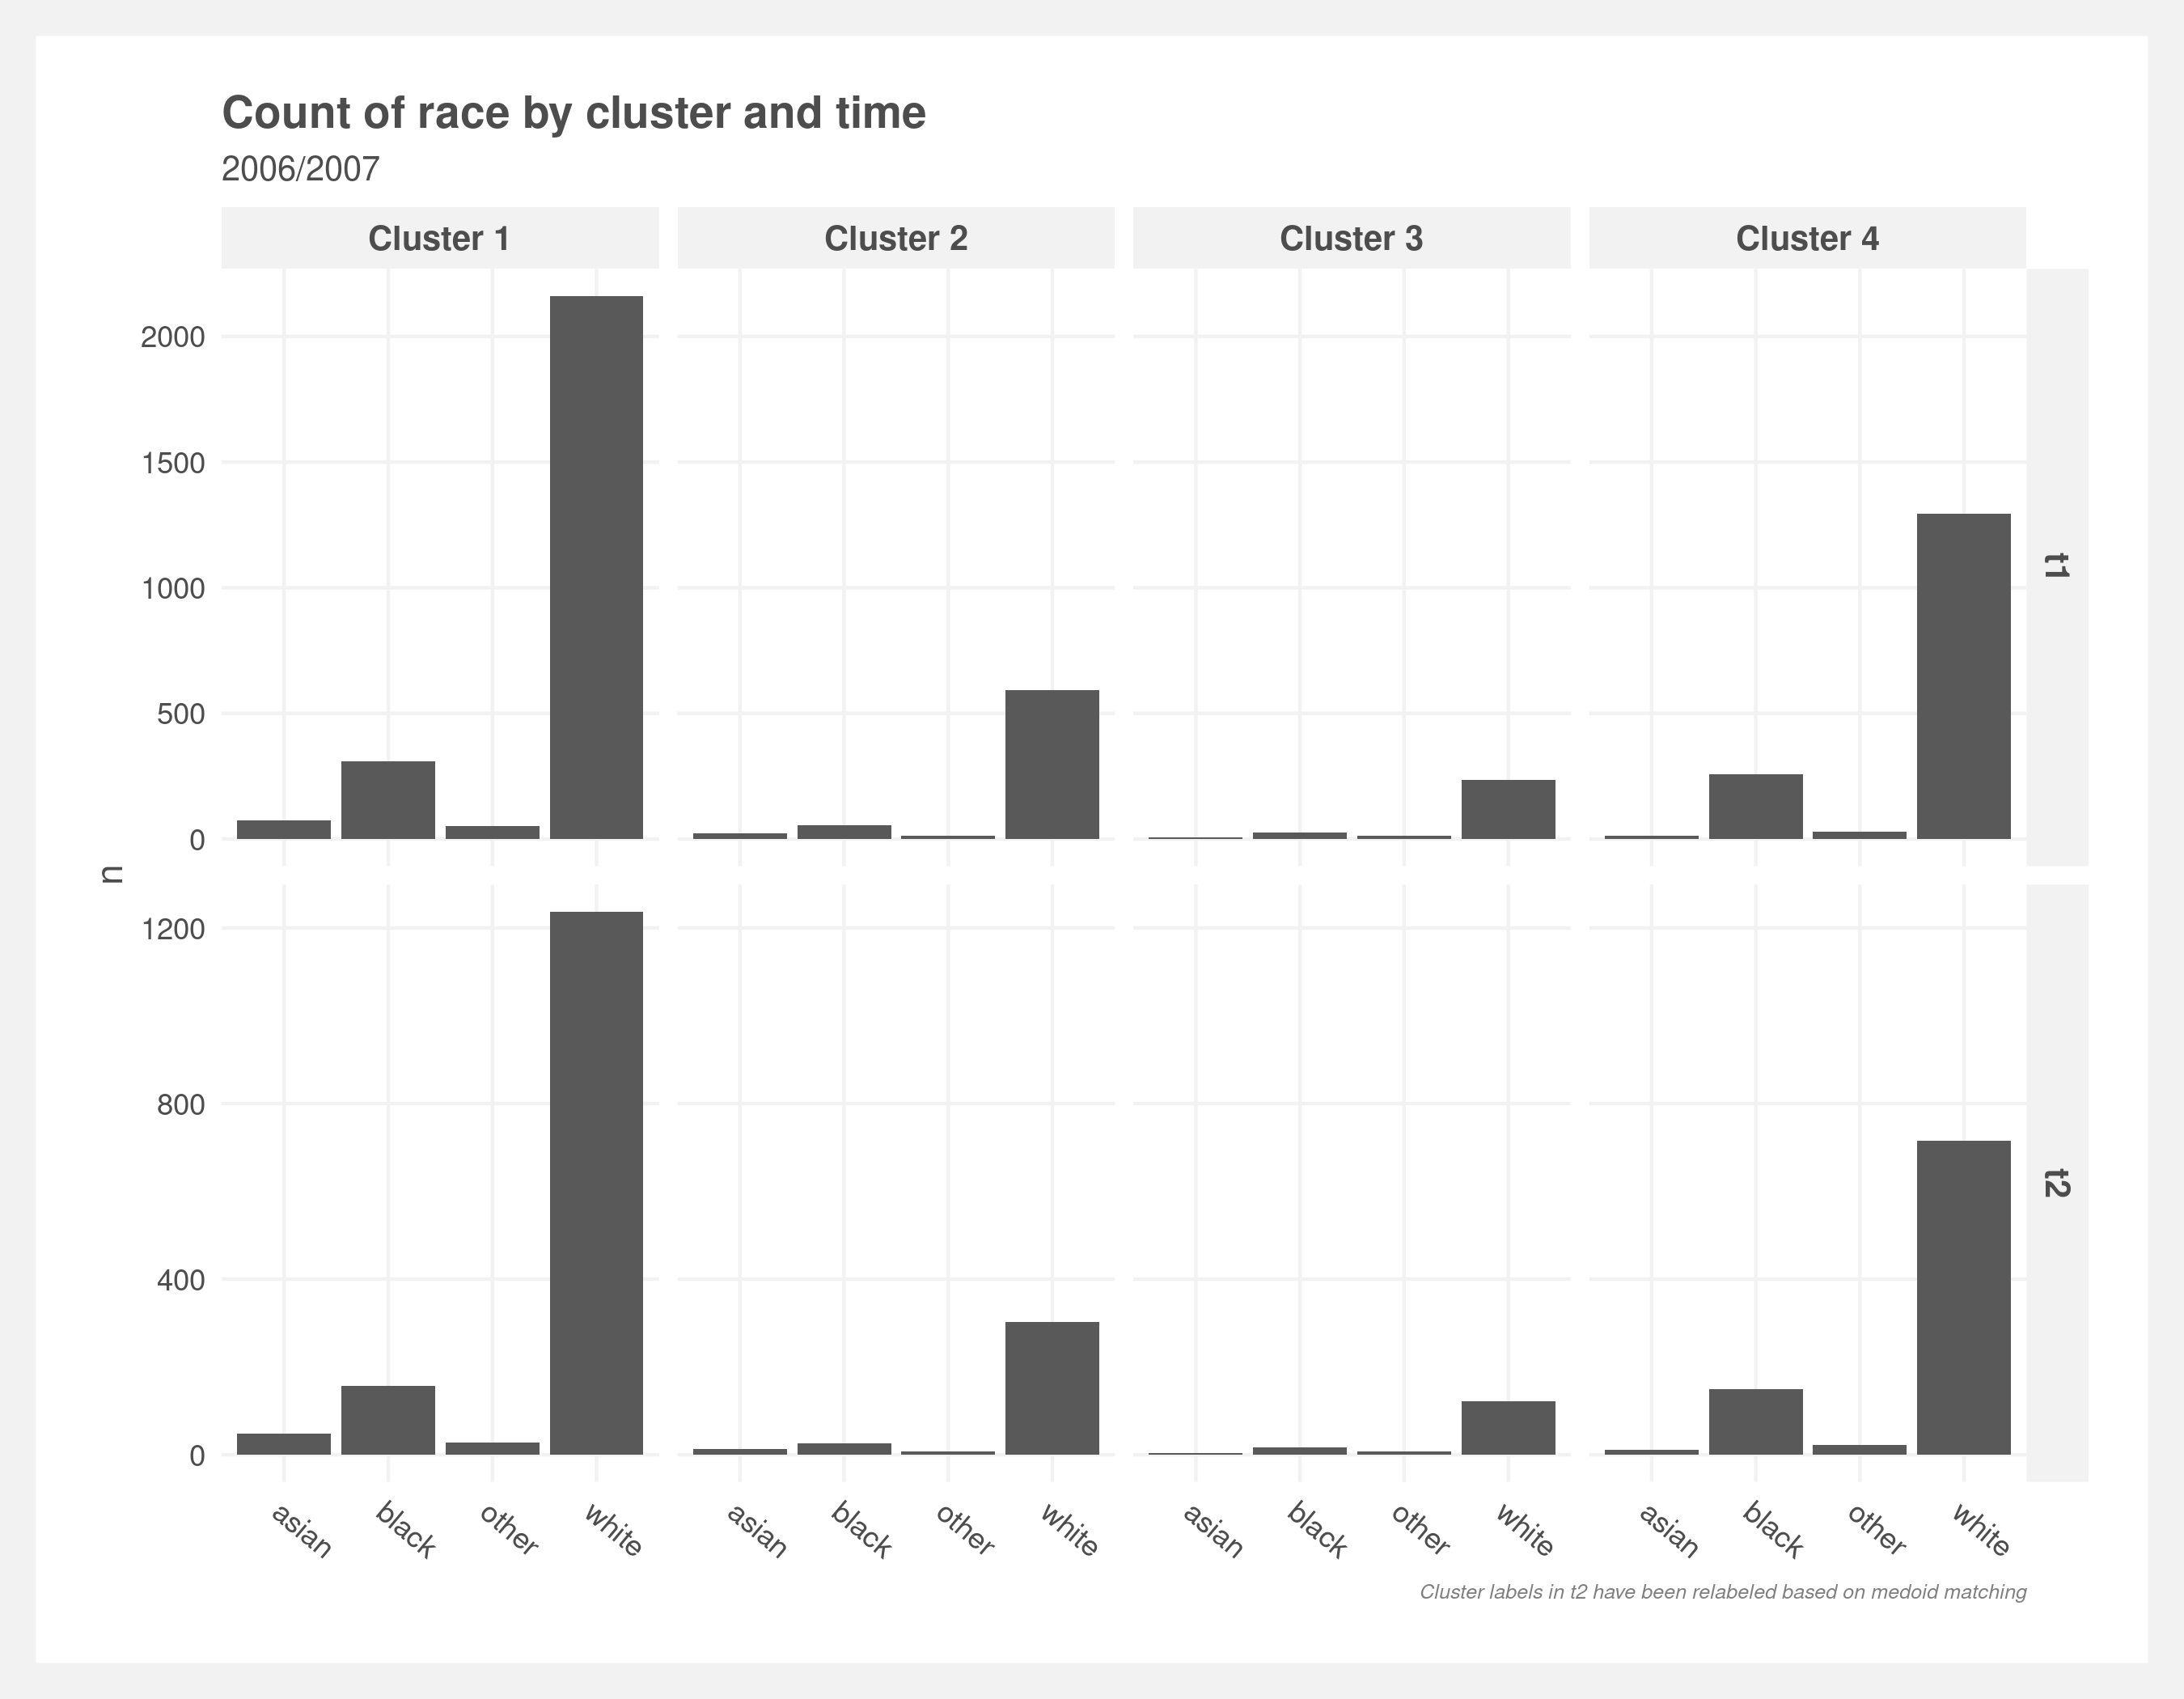 Count of race by cluster and time
2006/2007
Cluster 1 Cluster 2 Cluster 3 Cluster 4
2000
1500
1000
500
0
t1
n
1200
800
400
0
t2
asian black other white asian black other white asian black other white asian black other white
Cluster labels in t2 have been relabeled based on medoid matching